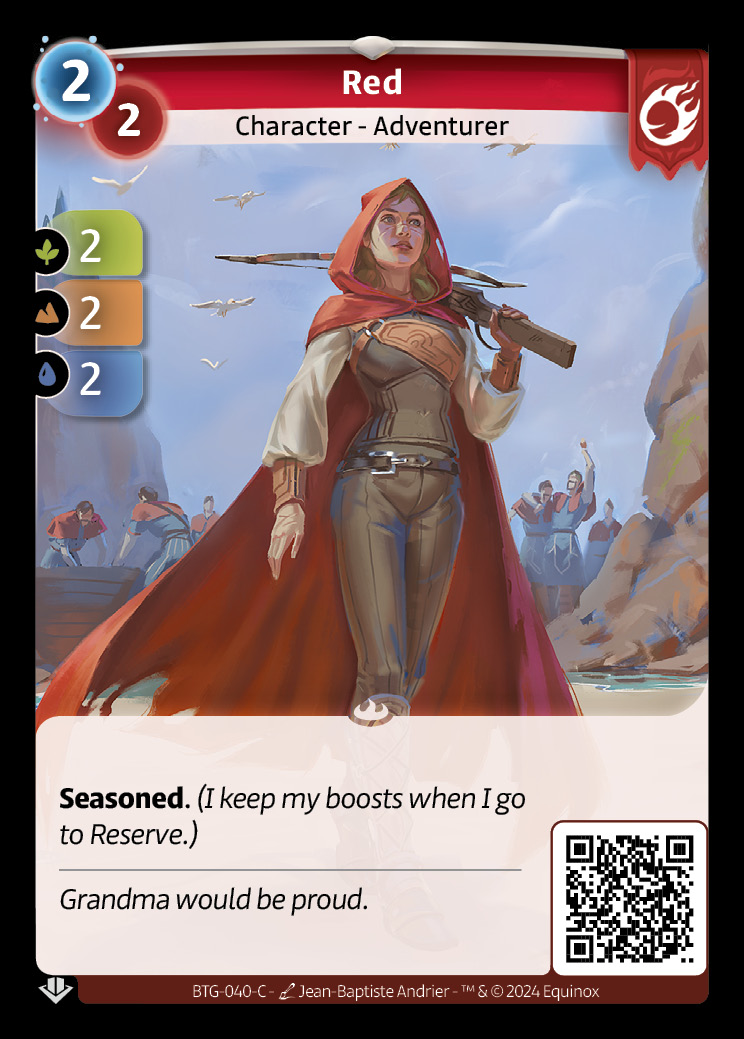 2
Red
2
Character - Adventurer
2
2
2
Seasoned. (I keep my boosts when I go
to Reserve.)
Grandma would be proud.
BTG-040-C - Jean-Baptiste Andrier - ™ & © 2024 Equinox